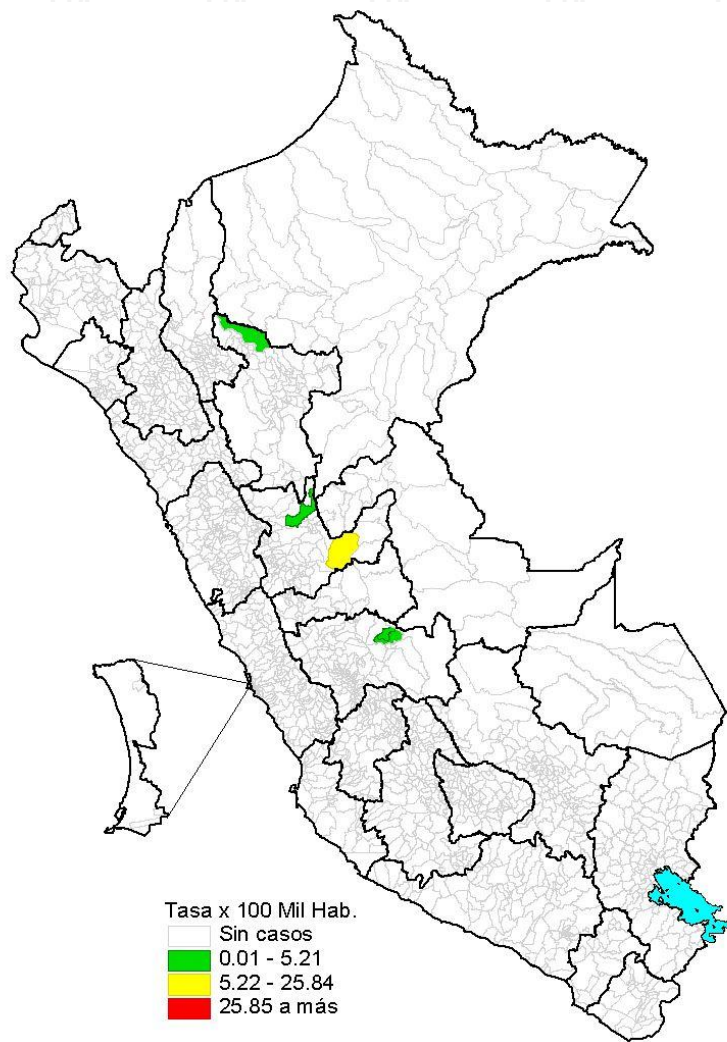 Tasa x 100 Mil Hab.
Sin casos
0.01 - 5.21
5.22 - 25.84
25.85 a más